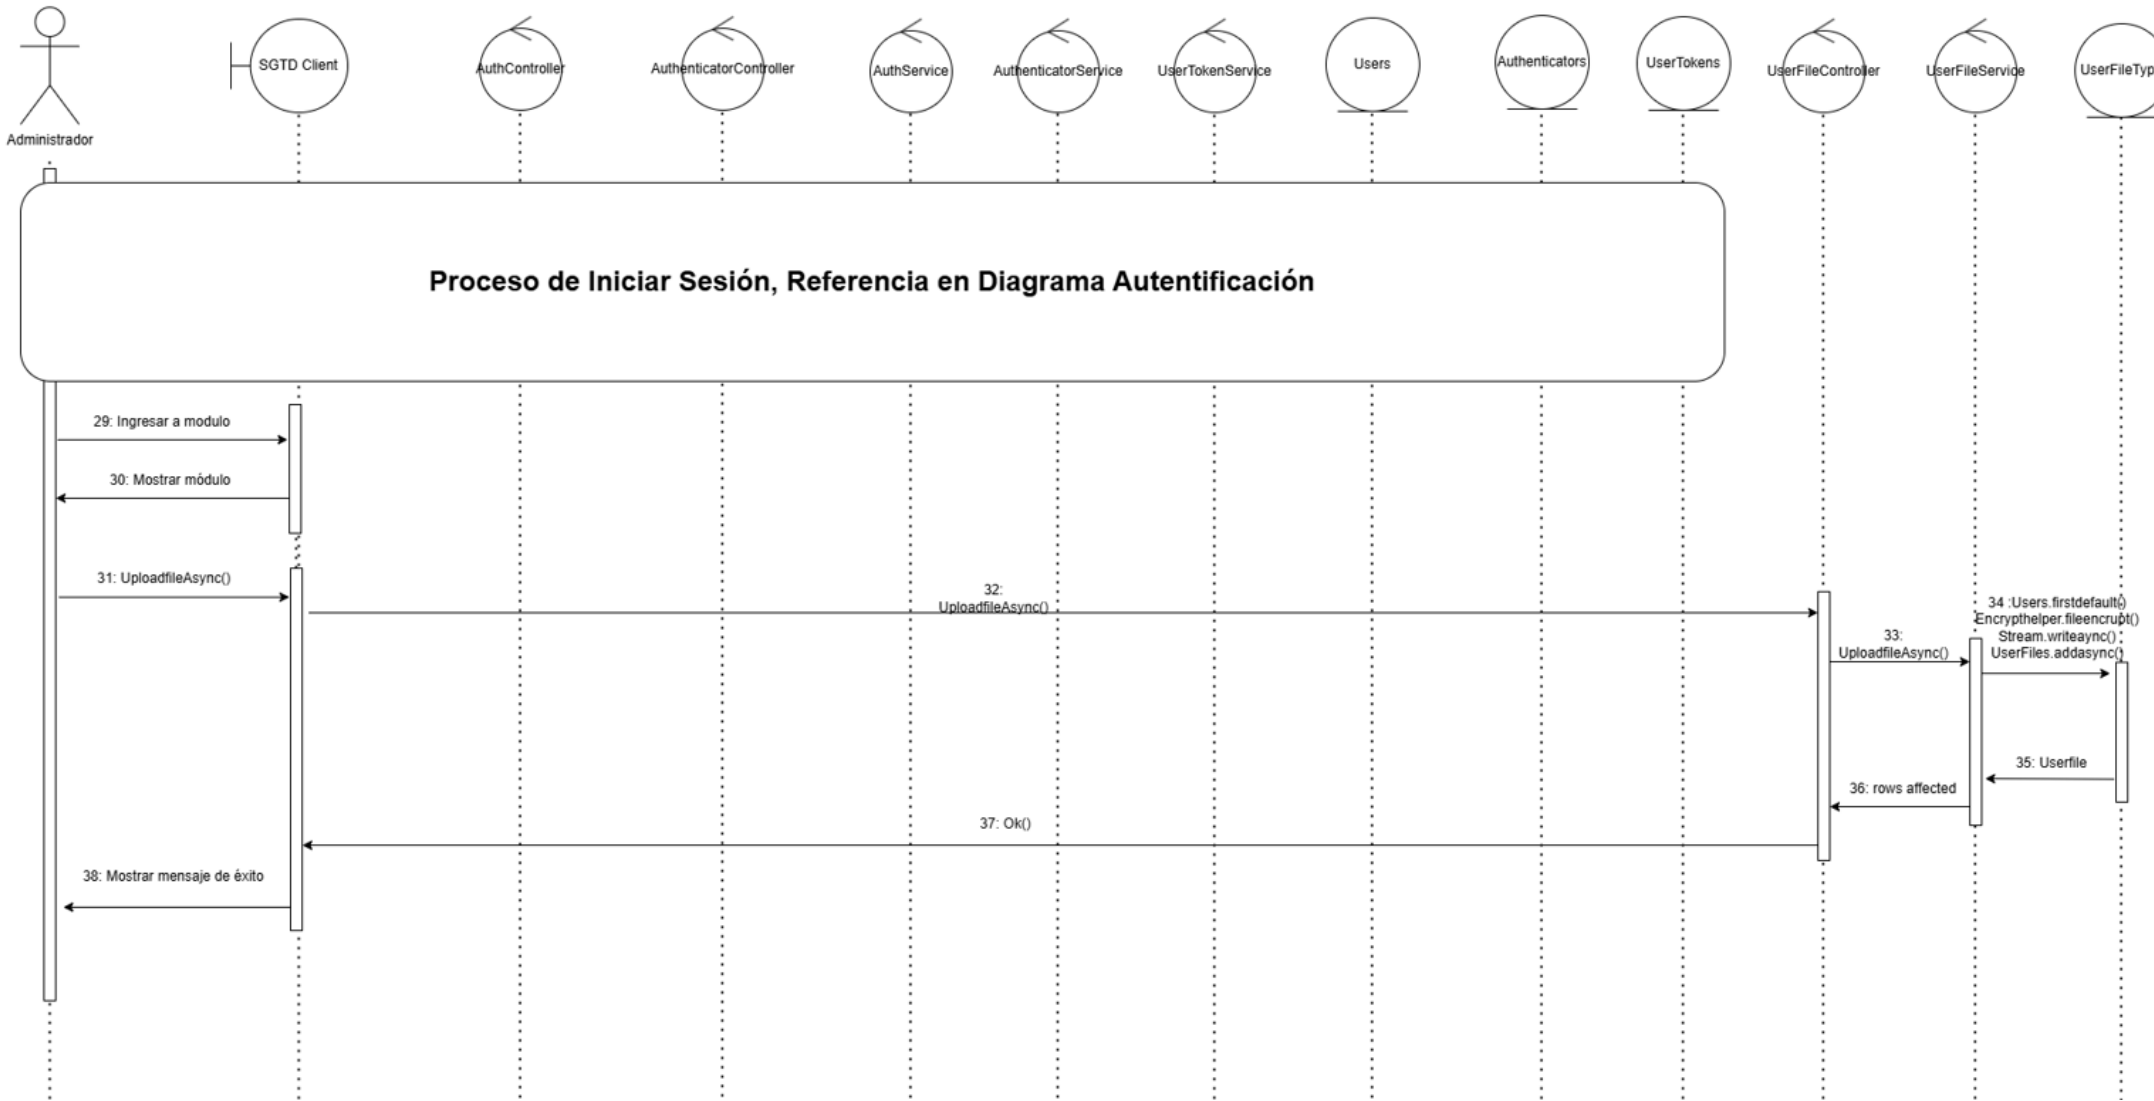 SGTD Client
AuthController
AuthenticatorController
AuthService
AuthenticatorService
UserTokenService
Users
Authenticators
UserTokens
UserFileController
UserFileService
UserFileTyp
Administrador
Proceso de Iniciar Sesión, Referencia en Diagrama Autentificación
29: Ingresar a modulo
30: Mostrar módulo
31: UploadfileAsync()
32:
UploadfileAsync()
33:
UploadfileAsync()
34 :Users.firstdefault()
Encrypthelper.fileencrupt()
Stream.writeaync()
UserFiles.addasync()
35: Userfile
36: rows affected
37: Ok()
38: Mostrar mensaje de éxito